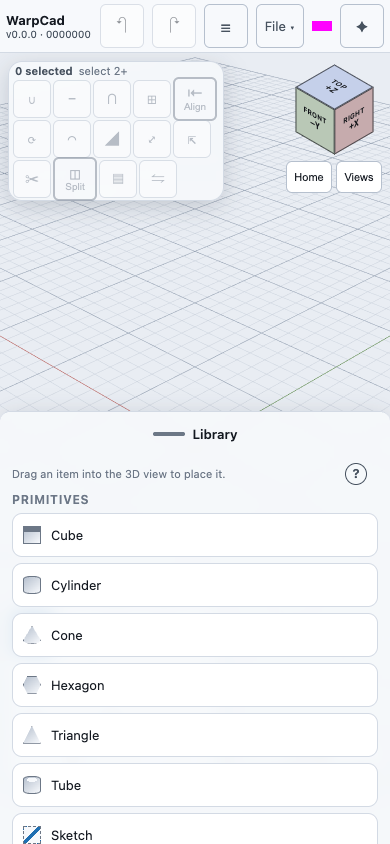 WarpCad
v0.0.0 · 0000000
File
0 selected select 2+
Align
Split
TOP
+Z
FRONT
−Y
RIGHT
+X
Home
Views
Library
Drag an item into the 3D view to place it.
?
PRIMITIVES
Cube
Cylinder
Cone
Hexagon
Triangle
Tube
Sketch